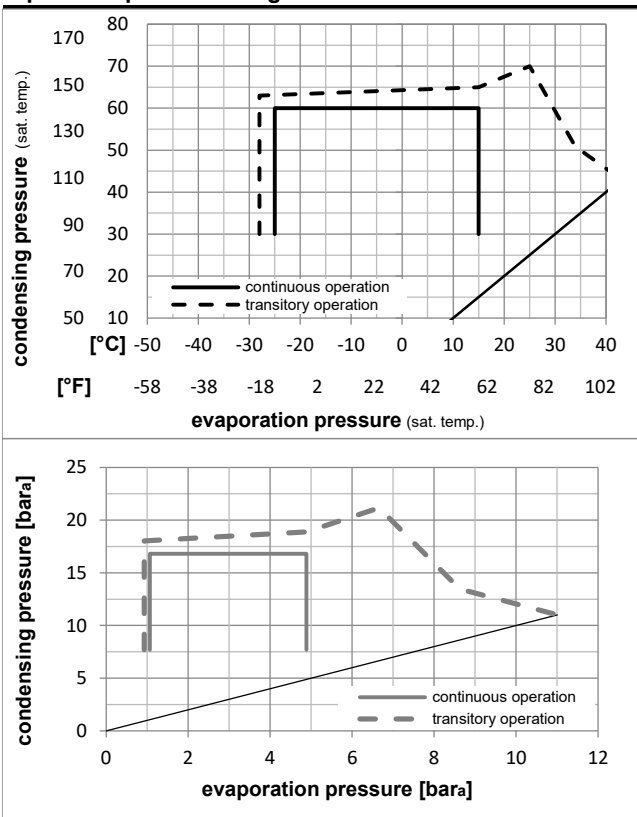 80
170
70
150
60
130
50
110
40
90
30
70
20
50
10
condensing pressure (sat. temp.)
continuous operation
transitory operation
[°C] -50 -40 -30 -20 -10 0 10 20 30 40
[°F] -58 -38 -18 2 22 42 62 82 102
evaporation pressure (sat. temp.)
25
20
15
10
5
0
condensing pressure [bara]
continuous operation
transitory operation
0 2 4 6 8 10 12
evaporation pressure [bara]